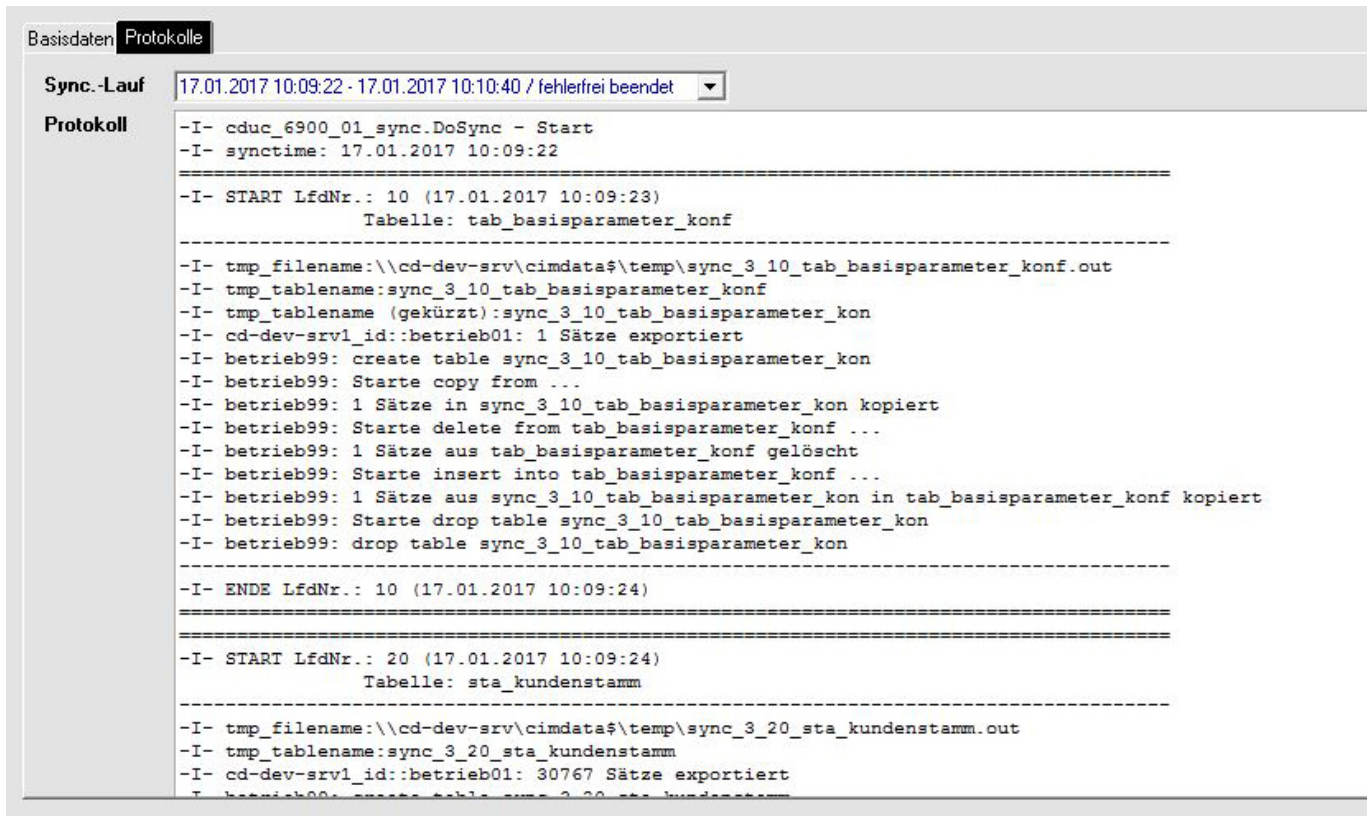 Basisdaten Protokolle
Sync.-Lauf 17.01.2017 10:09:22 - 17.01.2017 10:10:40 / fehlerfrei beendet
Protokoll
-I- cduc_6900_01_sync.DoSync - Start
-I- synctime: 17.01.2017 10:09:22
=====================================================================================
-I- START LfdNr.: 10 (17.01.2017 10:09:23)
Tabelle: tab_basisparameter_konf
-------------------------------------------------------------------------------------
-I- tmp_filename:\\cd-dev-srv\cimdata$\temp\sync_3_10_tab_basisparameter_konf.out
-I- tmp_tablename:sync_3_10_tab_basisparameter_konf
-I- tmp_tablename (gekürzt):sync_3_10_tab_basisparameter_kon
-I- cd-dev-srv1_id::betrieb01: 1 Sätze exportiert
-I- betrieb99: create table sync_3_10_tab_basisparameter_kon
-I- betrieb99: Starte copy from ...
-I- betrieb99: 1 Sätze in sync_3_10_tab_basisparameter_kon kopiert
-I- betrieb99: Starte delete from tab_basisparameter_konf ...
-I- betrieb99: 1 Sätze aus tab_basisparameter_konf gelöscht
-I- betrieb99: Starte insert into tab_basisparameter_konf ...
-I- betrieb99: 1 Sätze aus sync_3_10_tab_basisparameter_kon in tab_basisparameter_konf kopiert
-I- betrieb99: Starte drop table sync_3_10_tab_basisparameter_kon
-I- betrieb99: drop table sync_3_10_tab_basisparameter_kon
-------------------------------------------------------------------------------------
-I- ENDE LfdNr.: 10 (17.01.2017 10:09:24)
=====================================================================================
=====================================================================================
-I- START LfdNr.: 20 (17.01.2017 10:09:24)
Tabelle: sta_kundenstamm
-------------------------------------------------------------------------------------
-I- tmp_filename:\\cd-dev-srv\cimdata$\temp\sync_3_20_sta_kundenstamm.out
-I- tmp_tablename:sync_3_20_sta_kundenstamm
-I- cd-dev-srv1_id::betrieb01: 30767 Sätze exportiert